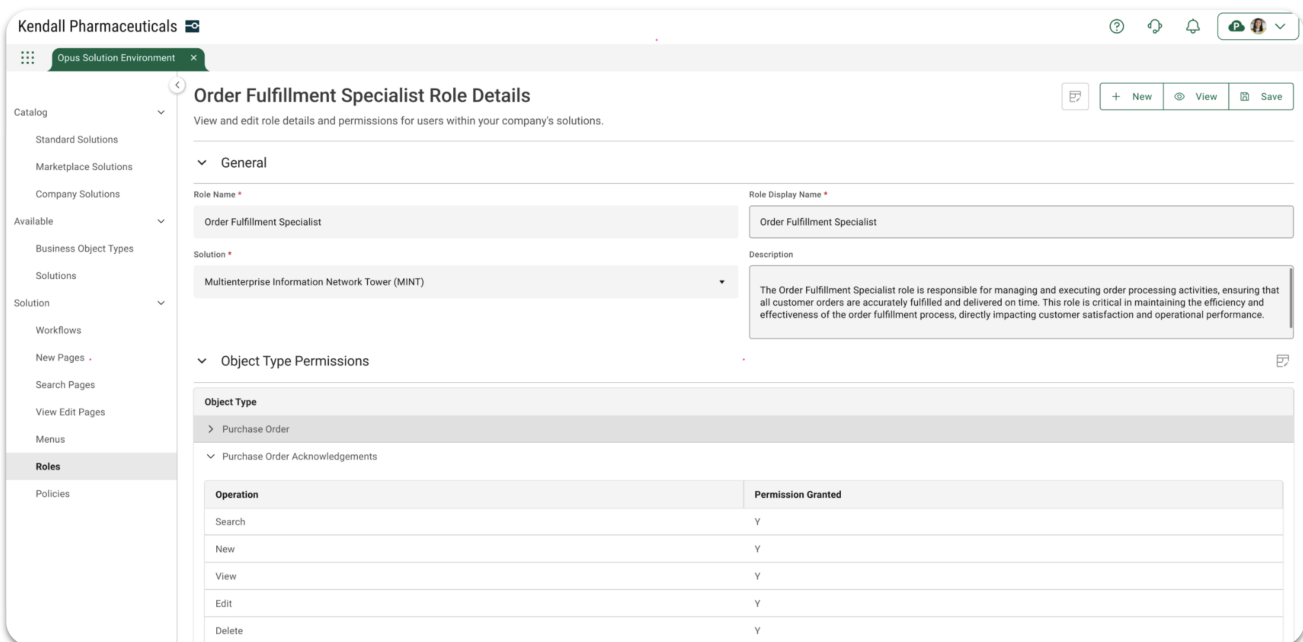 Kendall Pharmaceuticals
P
Opus Solution Environment ×
Catalog
Standard Solutions
Marketplace Solutions
Company Solutions
Available
Business Object Types
Solutions
Solution
Workflows
New Pages
Search Pages
View Edit Pages
Menus
Roles
Policies
Order Fulfillment Specialist Role Details
+ New View Save
View and edit role details and permissions for users within your company's solutions.
General
Role Name * Role Display Name *
Order Fulfillment Specialist Order Fulfillment Specialist
Solution * Description
Multienterprise Information Network Tower (MINT)
The Order Fulfillment Specialist role is responsible for managing and executing order processing activities, ensuring that
all customer orders are accurately fulfilled and delivered on time. This role is critical in maintaining the efficiency and
effectiveness of the order fulfillment process, directly impacting customer satisfaction and operational performance.
Object Type Permissions
Object Type
Purchase Order
Purchase Order Acknowledgements
Operation Permission Granted
Search Y
New Y
View Y
Edit Y
Delete Y